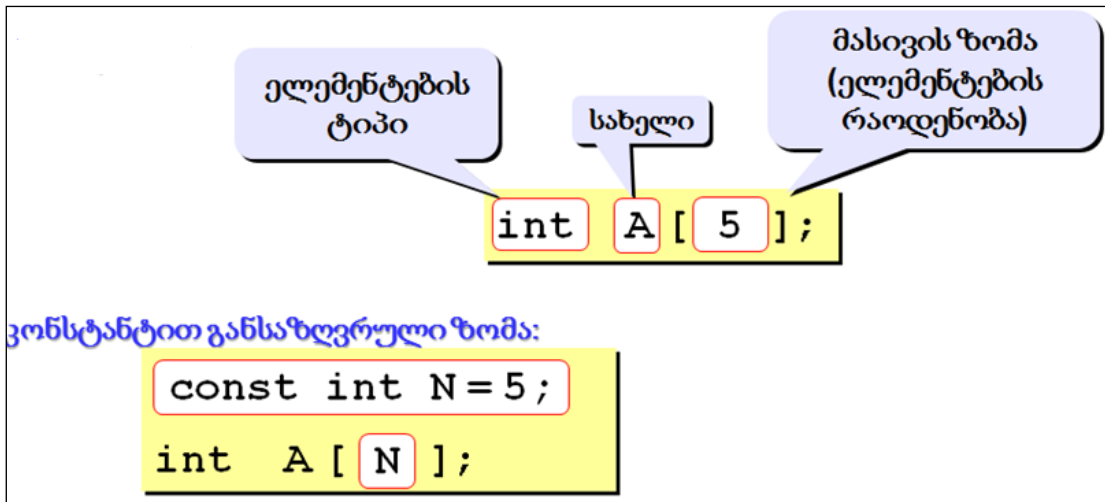 ელემენტების
ტიპი
სახელი
მასივის ზომა
(ელემენტების
რაოდენობა)
int A[ 5 ];
კონსტანტით განსაზღვრული ზომა:
const int N=5;
int A[ N ];